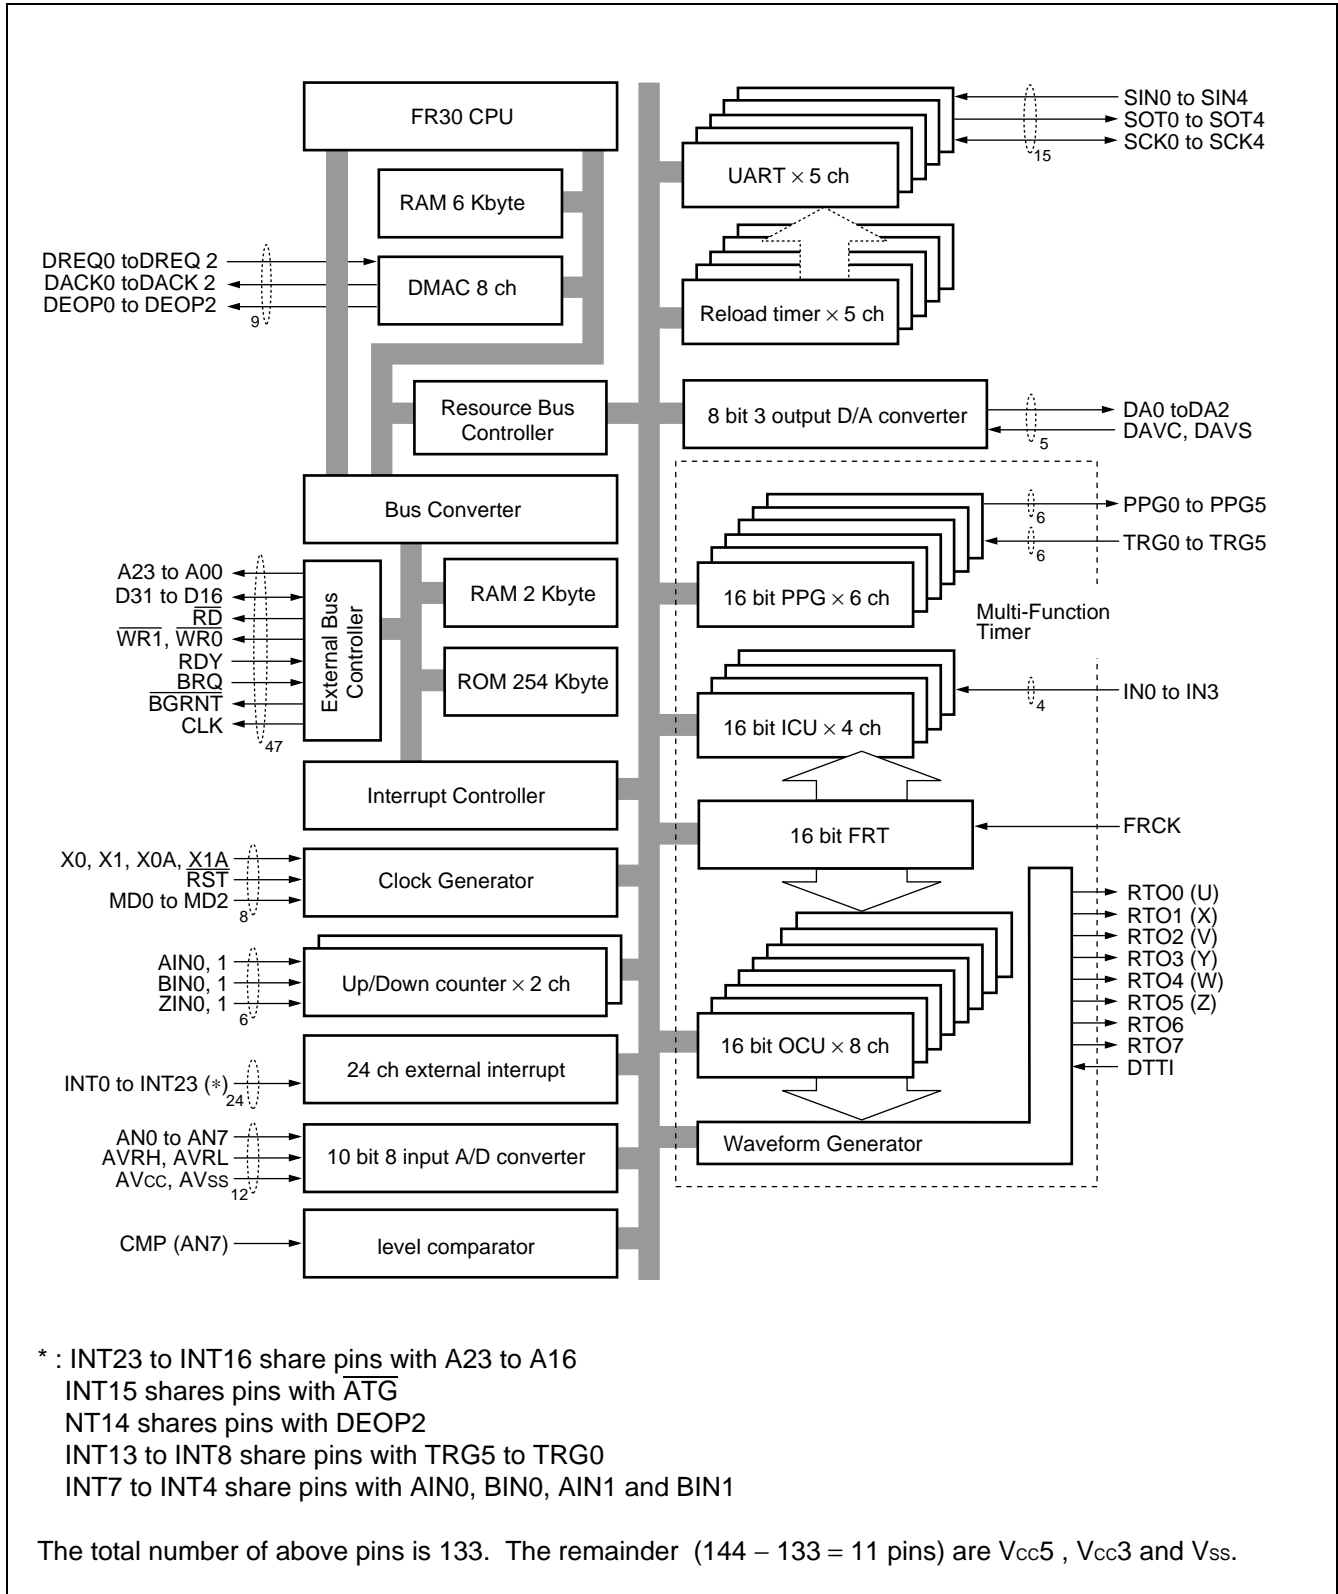 FR30 CPU
RAM 6 Kbyte
DREQ0 toDREQ 2
DACK0 toDACK 2
DEOP0 to DEOP2
9
DMAC 8 ch
Resource Bus
Controller
Bus Converter
A23 to A00
D31 to D16
R̅D̅
W̅R̅1̅, W̅R̅0̅
RDY
BRQ
B̅G̅R̅N̅T̅
CLK
47
External Bus
Controller
RAM 2 Kbyte
ROM 254 Kbyte
Interrupt Controller
X0, X1, X0A, X1A
R̅S̅T̅
MD0 to MD2
8
Clock Generator
AIN0, 1
BIN0, 1
ZIN0, 1
6
Up/Down counter × 2 ch
INT0 to INT23 (*)
24
24 ch external interrupt
AN0 to AN7
AVRH, AVRL
AVCC, AVSS
12
10 bit 8 input A/D converter
CMP (AN7)
level comparator
UART × 5 ch
SIN0 to SIN4
SOT0 to SOT4
SCK0 to SCK4
15
Reload timer × 5 ch
8 bit 3 output D/A converter
DA0 toDA2
DAVC, DAVS
5
16 bit PPG × 6 ch
6
PPG0 to PPG5
6
TRG0 to TRG5
Multi-Function
Timer
16 bit ICU × 4 ch
4
IN0 to IN3
16 bit FRT
FRCK
16 bit OCU × 8 ch
Waveform Generator
RTO0 (U)
RTO1 (X)
RTO2 (V)
RTO3 (Y)
RTO4 (W)
RTO5 (Z)
RTO6
RTO7
DTTI
* : INT23 to INT16 share pins with A23 to A16
INT15 shares pins with A̅T̅G̅
NT14 shares pins with DEOP2
INT13 to INT8 share pins with TRG5 to TRG0
INT7 to INT4 share pins with AIN0, BIN0, AIN1 and BIN1
The total number of above pins is 133. The remainder (144 − 133 = 11 pins) are VCC5 , VCC3 and VSS.